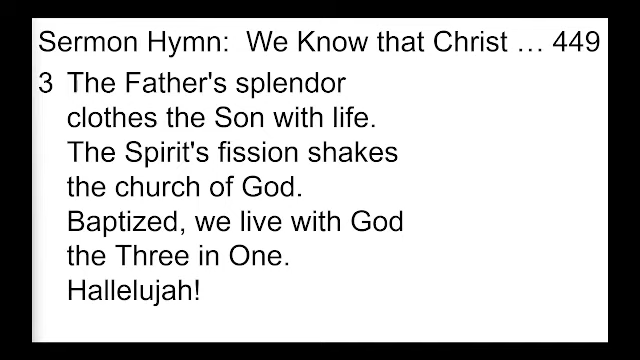 Sermon Hymn:  We Know that Christ … 449
3 The Father's splendor
clothes the Son with life.
The Spirit's fission shakes
the church of God.
Baptized, we live with God
the Three in One.
Hallelujah!